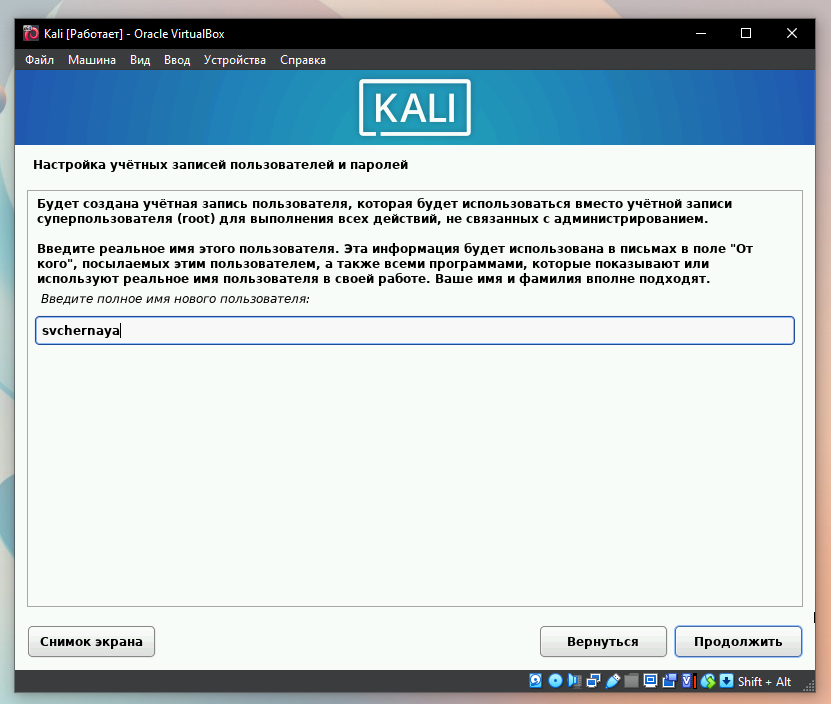 Kali [Работает] - Oracle VirtualBox
Файл Машина Вид Ввод Устройства Справка
KALI
Настройка учётных записей пользователей и паролей
Будет создана учётная запись пользователя, которая будет использоваться вместо учётной записи
суперпользователя (root) для выполнения всех действий, не связанных с администрированием.
Введите реальное имя этого пользователя. Эта информация будет использована в письмах в поле "От
кого", посылаемых этим пользователем, а также всеми программами, которые показывают или
используют реальное имя пользователя в своей работе. Ваше имя и фамилия вполне подходят.
Введите полное имя нового пользователя:
svchernaya
Снимок экрана Вернуться Продолжить
Shift + Alt